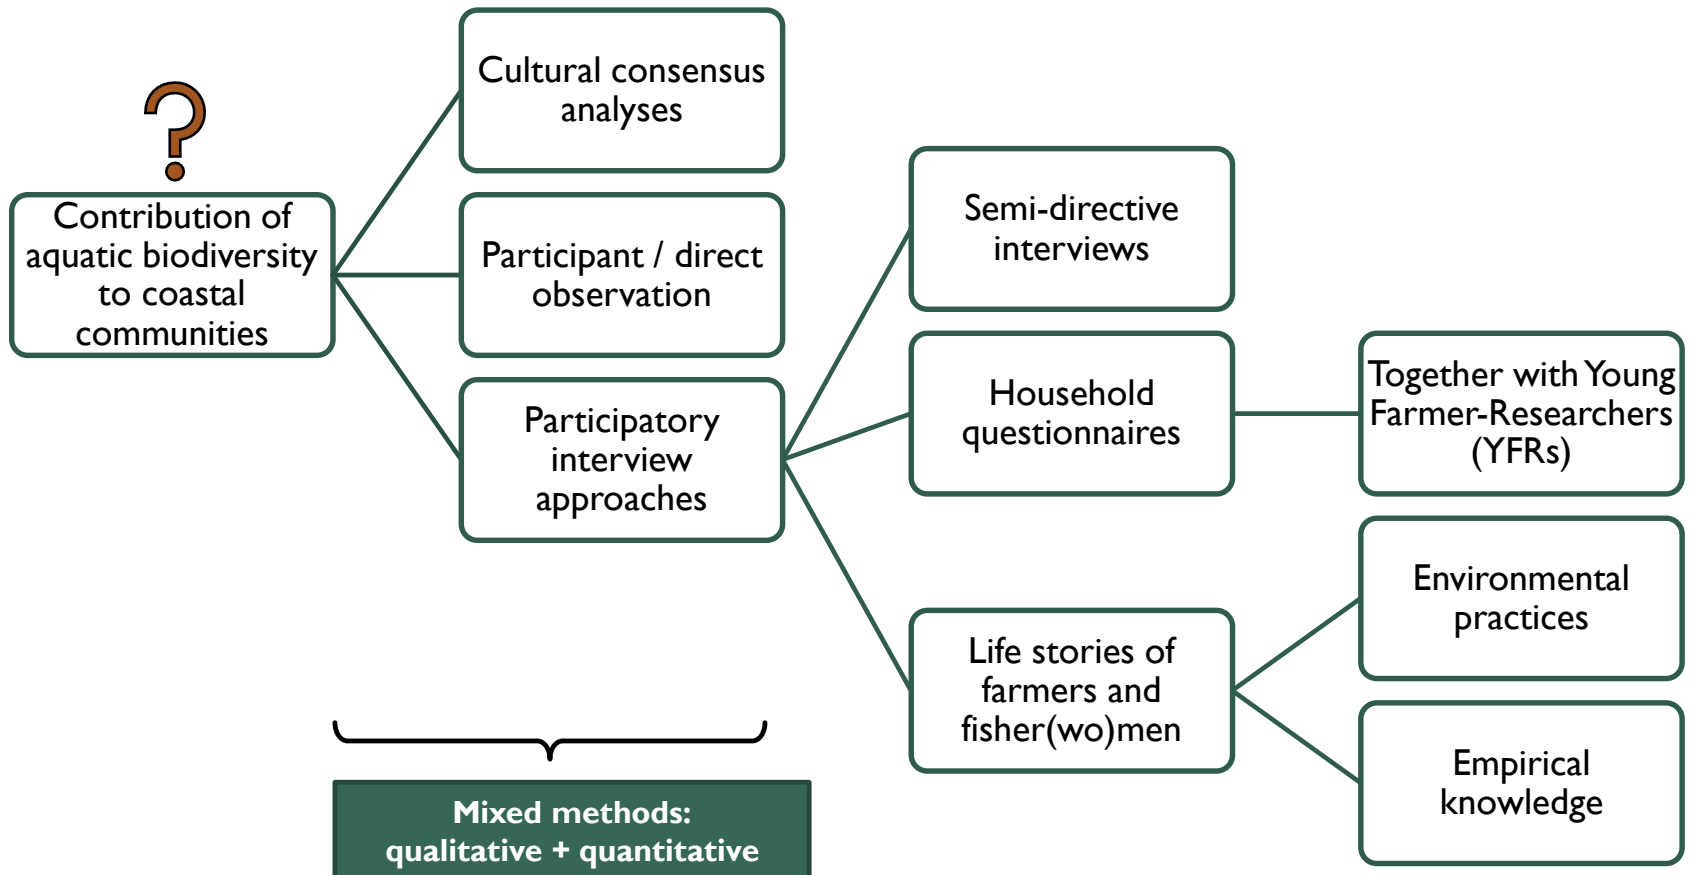 ?
Contribution of
aquatic biodiversity
to coastal
communities
Cultural consensus
analyses
Participant / direct
observation
Participatory
interview
approaches
Semi-directive
interviews
Household
questionnaires
Life stories of
farmers and
fisher(wo)men
Together with Young
Farmer-Researchers
(YFRs)
Environmental
practices
Empirical
knowledge
Mixed methods:
qualitative + quantitative